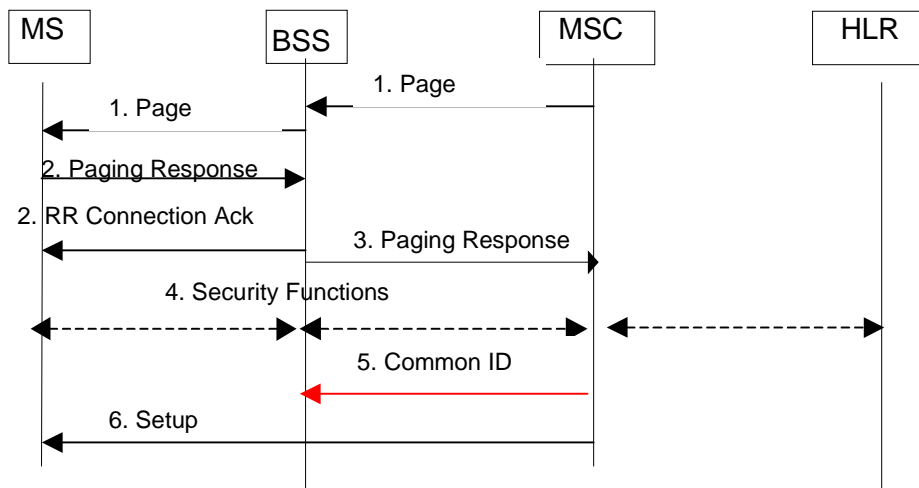 MS
BSS
MSC
HLR
1. Page
1. Page
2. Paging Response
2. RR Connection Ack
3. Paging Response
4. Security Functions
5. Common ID
6. Setup